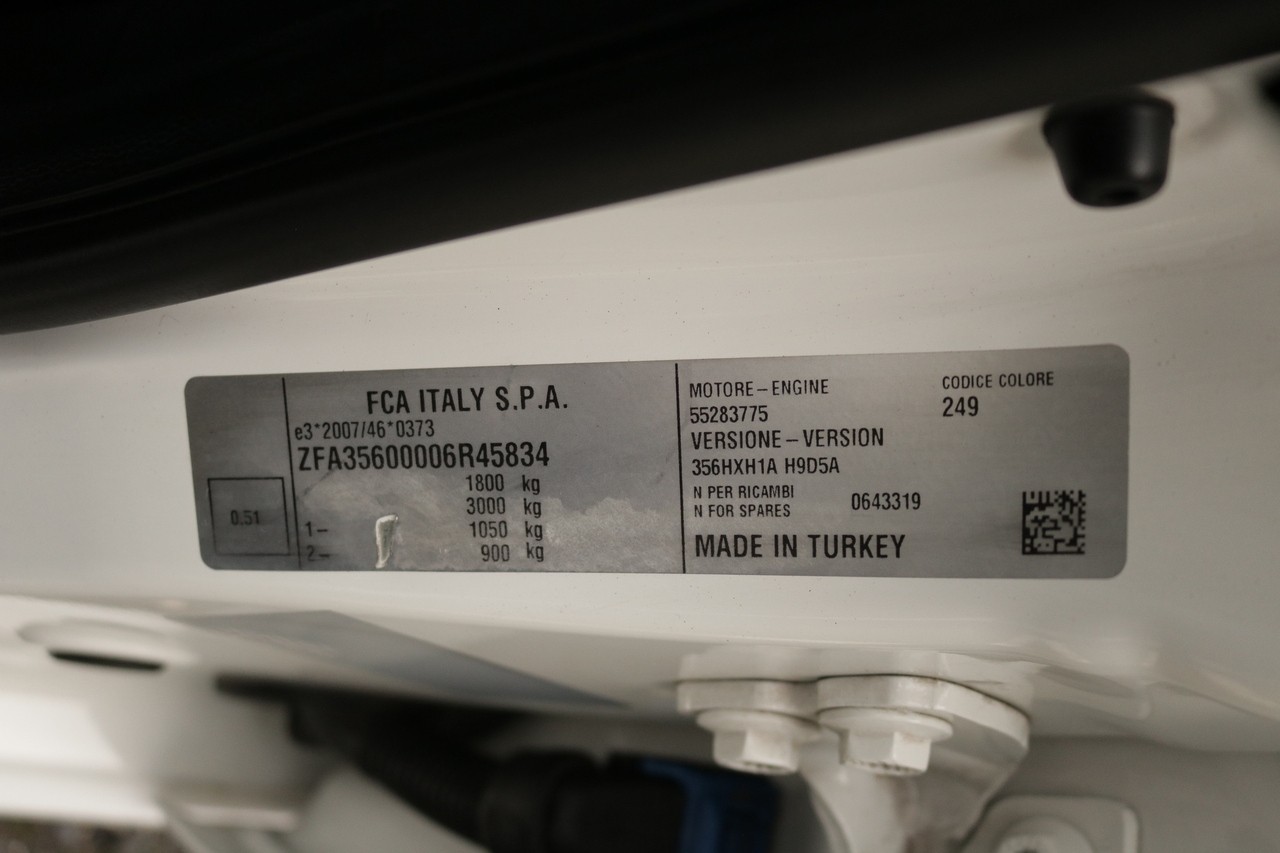 FCA ITALY S.P.A.
e3*2007/46*0373
ZFA35600006R45834
1800 kg
3000 kg
1- 1050 kg
2- 900 kg
0.51
MOTORE-ENGINE
55283775
VERSIONE-VERSION
356HXH1A H9D5A
N PER RICAMBI
N FOR SPARES 0643319
MADE IN TURKEY
CODICE COLORE
249